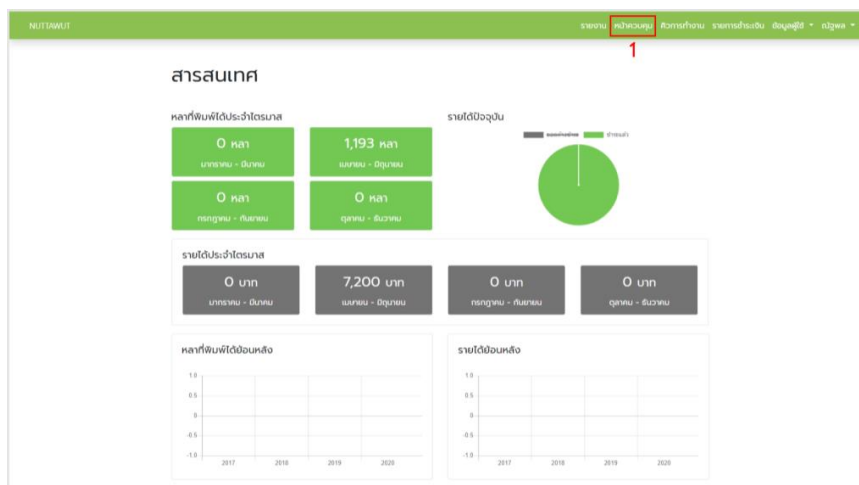 NUTTAWUT รายงาน หน้าควบคุม คิวการทำงาน รายการชำระเงิน ข้อมูลผู้ใช้ ณัฐพล
1
สารสนเทศ
หลาที่พิมพ์ได้ประจำไตรมาส
รายได้ปัจจุบัน
0 หลา 1,193 หลา
มกราคม - มีนาคม เมษายน - มิถุนายน
0 หลา 0 หลา
กรกฎาคม - กันยายน ตุลาคม - ธันวาคม
ชำระแล้ว
รายได้ประจำไตรมาส
0 บาท 7,200 บาท 0 บาท 0 บาท
มกราคม - มีนาคม เมษายน - มิถุนายน กรกฎาคม - กันยายน ตุลาคม - ธันวาคม
หลาที่พิมพ์ได้ย้อนหลัง
1.0
0.5
0
-0.5
-1.0
2017 2018 2019 2020
รายได้ย้อนหลัง
1.0
0.5
0
-0.5
-1.0
2017 2018 2019 2020